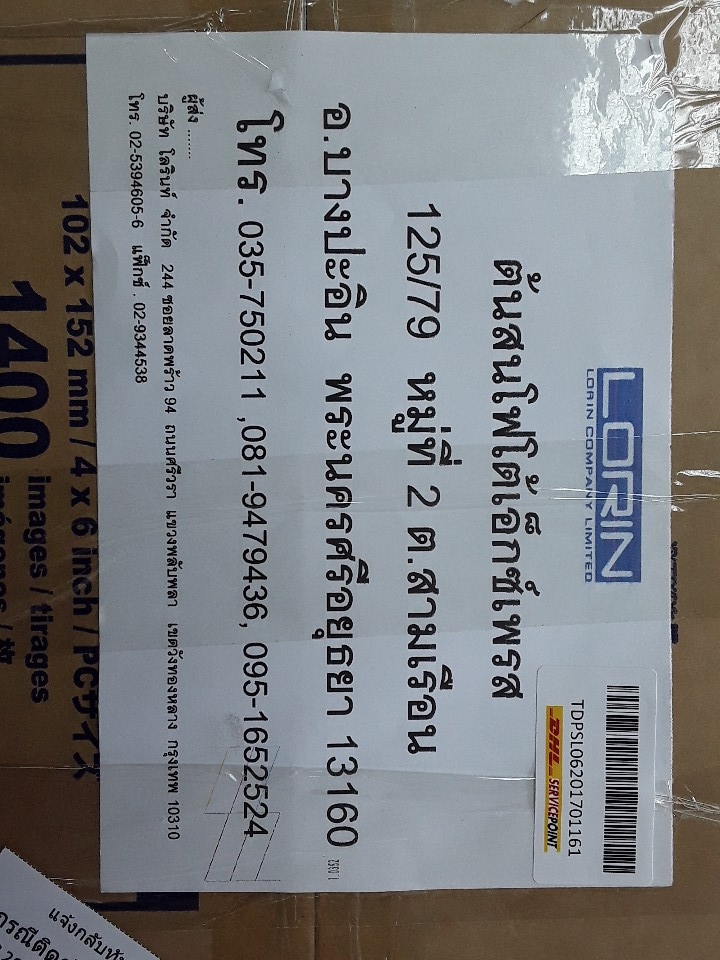 LORIN
LORIN COMPANY LIMITED
TDPSL06201701161
DHL SERVICEPOINT
ต้นสนโฟโต้เอ็กซ์เพรส
125/79 หมู่ที่ 2 ต.สามเรือน
อ.บางปะอิน พระนครศรีอยุธยา 13160
โทร. 035-750211 ,081-9479436, 095-1652524
ผู้ส่ง .......
บริษัท โลรินท์ จำกัด 244 ซอยลาดพร้าว 94 ถนนศรีวรา แขวงพลับพลา เขตวังทองหลาง กรุงเทพ 10310
โทร. 02-5394605-6 แฟ็กซ์ . 02-9344538
102 x 152 mm / 4 x 6 inch / PCサイズ
1400 images / tirages
แจ้งกลับ